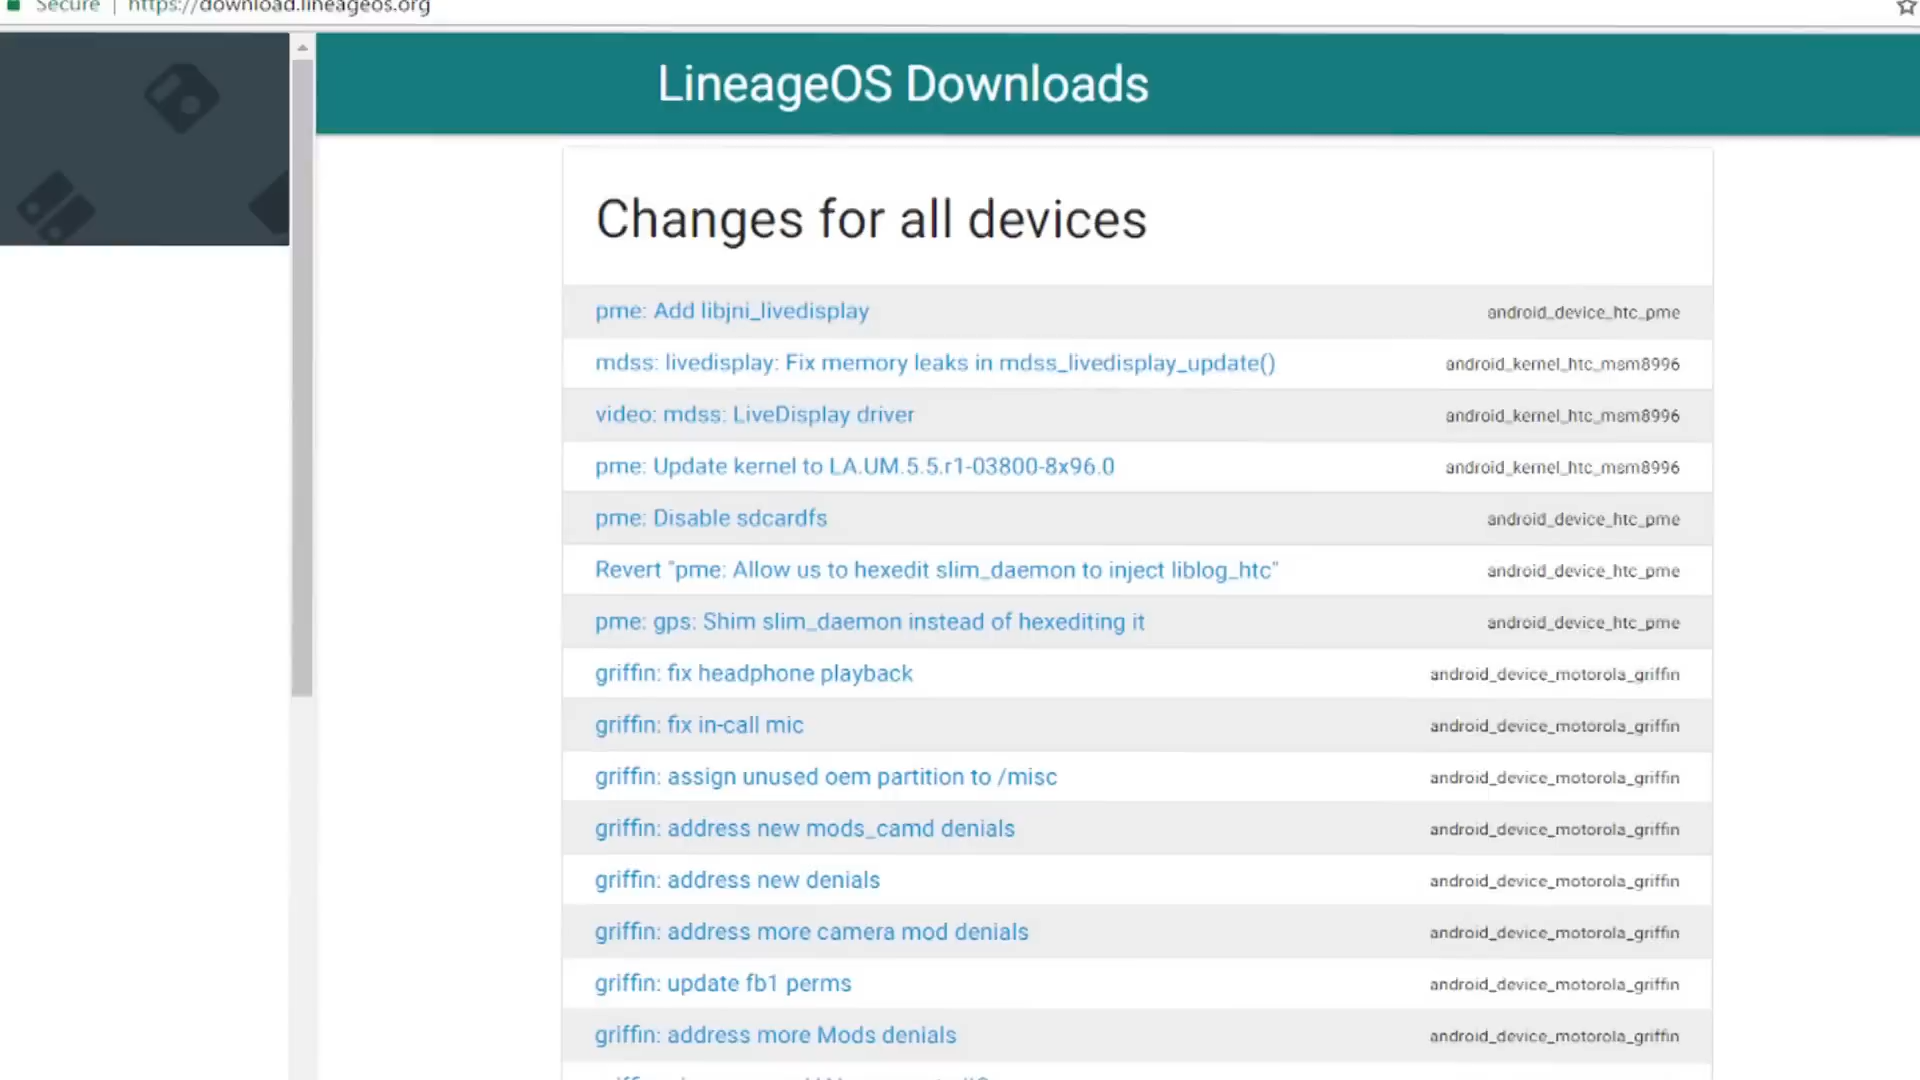 Secure | https://download.lineageos.org
LineageOS Downloads
Changes for all devices
pme: Add libjni_livedisplay android_device_htc_pme
mdss: livedisplay: Fix memory leaks in mdss_livedisplay_update() android_kernel_htc_msm8996
video: mdss: LiveDisplay driver android_kernel_htc_msm8996
pme: Update kernel to LA.UM.5.5.r1-03800-8x96.0 android_kernel_htc_msm8996
pme: Disable sdcardfs android_device_htc_pme
Revert "pme: Allow us to hexedit slim_daemon to inject liblog_htc" android_device_htc_pme
pme: gps: Shim slim_daemon instead of hexediting it android_device_htc_pme
griffin: fix headphone playback android_device_motorola_griffin
griffin: fix in-call mic android_device_motorola_griffin
griffin: assign unused oem partition to /misc android_device_motorola_griffin
griffin: address new mods_camd denials android_device_motorola_griffin
griffin: address new denials android_device_motorola_griffin
griffin: address more camera mod denials android_device_motorola_griffin
griffin: update fb1 perms android_device_motorola_griffin
griffin: address more Mods denials android_device_motorola_griffin